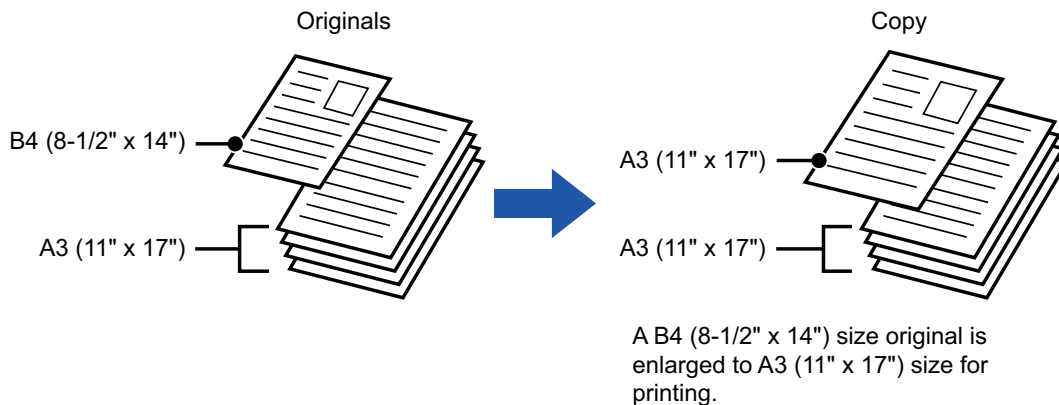 Originals
B4 (8-1/2" x 14")
A3 (11" x 17")
Copy
A3 (11" x 17")
A3 (11" x 17")
A B4 (8-1/2" x 14") size original is
enlarged to A3 (11" x 17") size for
printing.